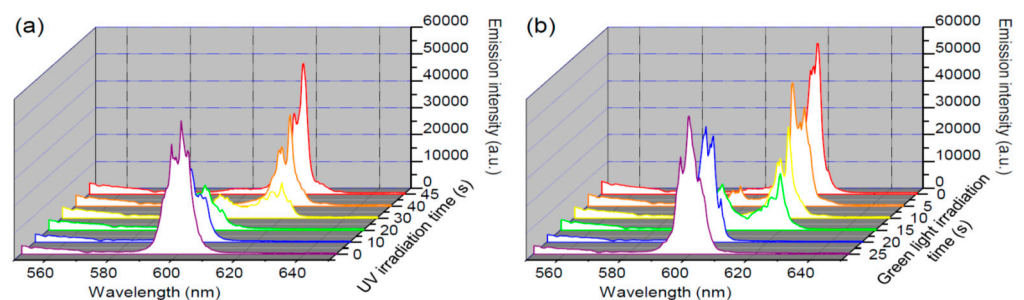 (a)
60000
50000
40000
30000
20000
10000
0
Emission intensity (a.u.)
45
40
30
20
10
0
UV irradiation time (s)
560 580 600 620 640
Wavelength (nm)
(b)
60000
50000
40000
30000
20000
10000
0
Emission intensity (a.u.)
0
5
10
15
20
25
Green light irradiation
time (s)
560 580 600 620 640
Wavelength (nm)